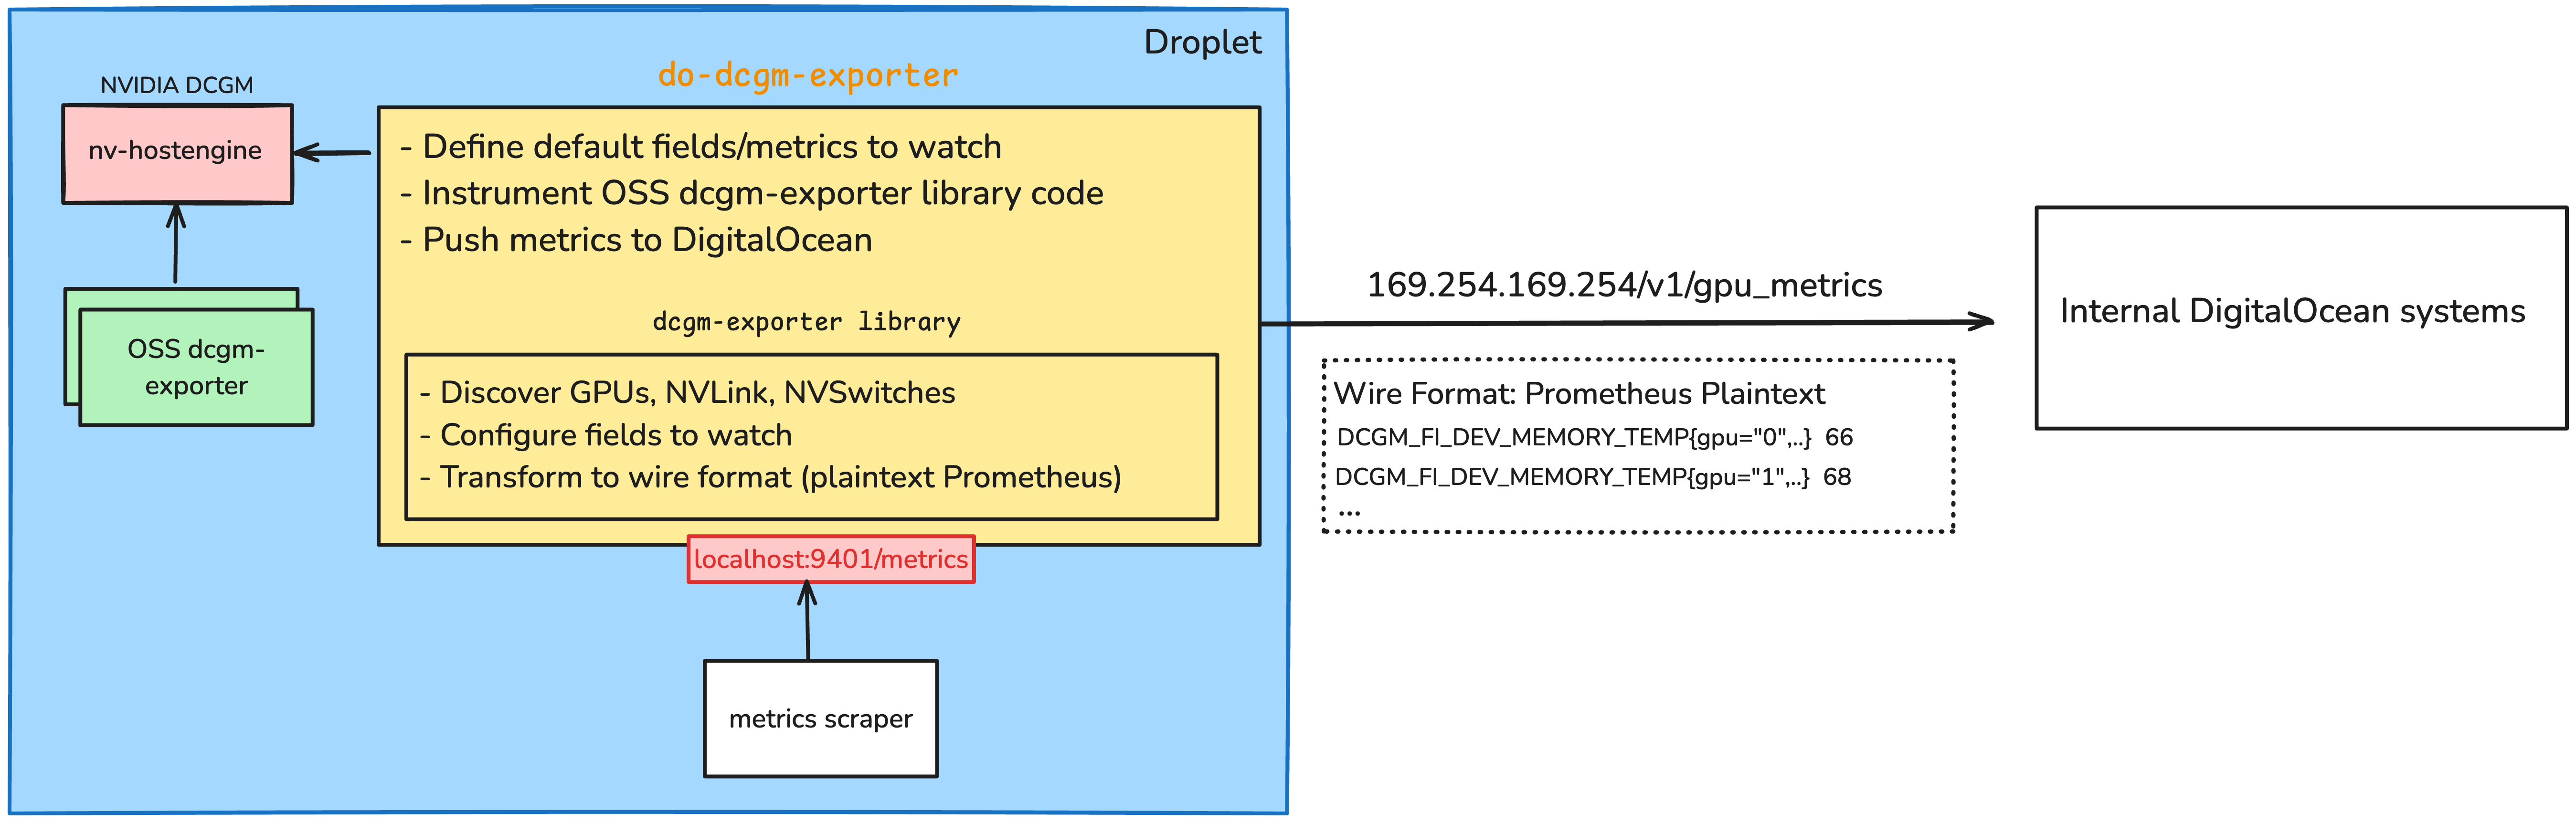 Droplet
NVIDIA DCGM
nv-hostengine
OSS dcgm-
exporter
do-dcgm-exporter
- Define default fields/metrics to watch
- Instrument OSS dcgm-exporter library code
- Push metrics to DigitalOcean
dcgm-exporter library
- Discover GPUs, NVLink, NVSwitches
- Configure fields to watch
- Transform to wire format (plaintext Prometheus)
localhost:9401/metrics
metrics scraper
169.254.169.254/v1/gpu_metrics
Wire Format: Prometheus Plaintext
DCGM_FI_DEV_MEMORY_TEMP{gpu="0",..} 66
DCGM_FI_DEV_MEMORY_TEMP{gpu="1",..} 68
...
Internal DigitalOcean systems